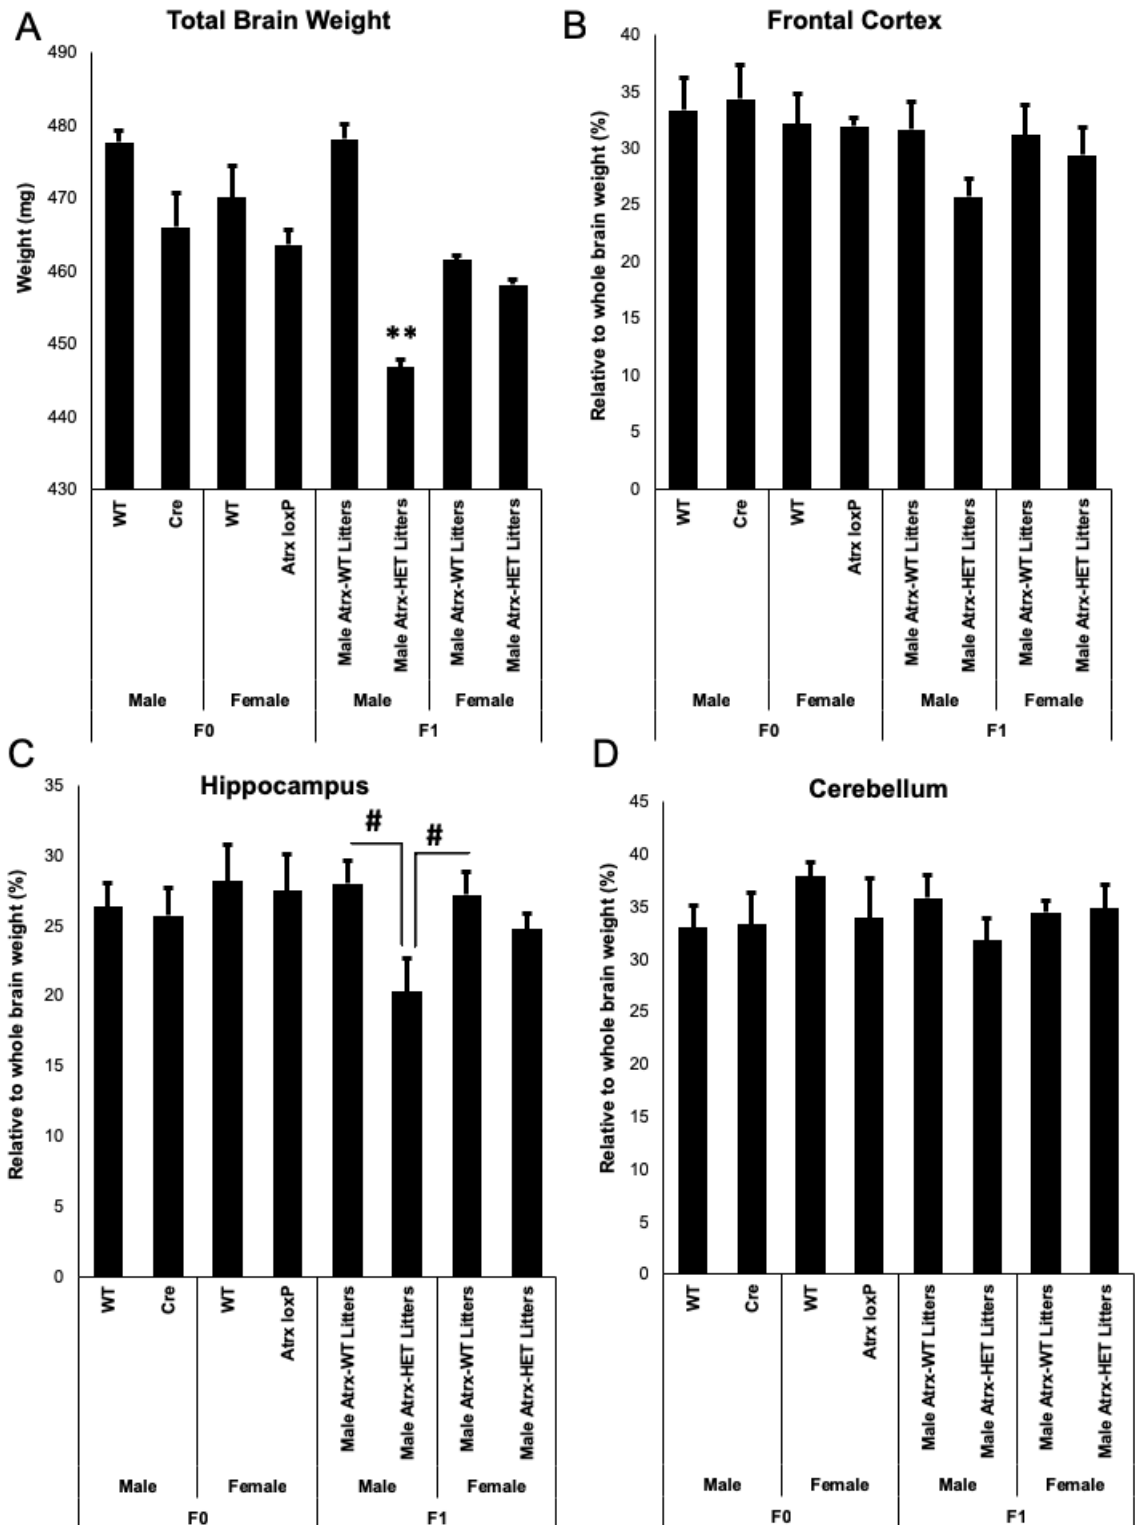 A
Total Brain Weight
Weight (mg)
490
480
470
460
450
440
430
**
WT
Cre
WT
Atrx loxP
Male Atrx-WT Litters
Male Atrx-HET Litters
Male Atrx-WT Litters
Male Atrx-HET Litters
Male
Female
Male
Female
F0
F1
B
Frontal Cortex
Relative to whole brain weight (%)
40
35
30
25
20
15
10
5
0
WT
Cre
WT
Atrx loxP
Male Atrx-WT Litters
Male Atrx-HET Litters
Male Atrx-WT Litters
Male Atrx-HET Litters
Male
Female
Male
Female
F0
F1
C
Hippocampus
Relative to whole brain weight (%)
35
30
25
20
15
10
5
0
#
#
WT
Cre
WT
Atrx loxP
Male Atrx-WT Litters
Male Atrx-HET Litters
Male Atrx-WT Litters
Male Atrx-HET Litters
Male
Female
Male
Female
F0
F1
D
Cerebellum
Relative to whole brain weight (%)
45
40
35
30
25
20
15
10
5
0
WT
Cre
WT
Atrx loxP
Male Atrx-WT Litters
Male Atrx-HET Litters
Male Atrx-WT Litters
Male Atrx-HET Litters
Male
Female
Male
Female
F0
F1